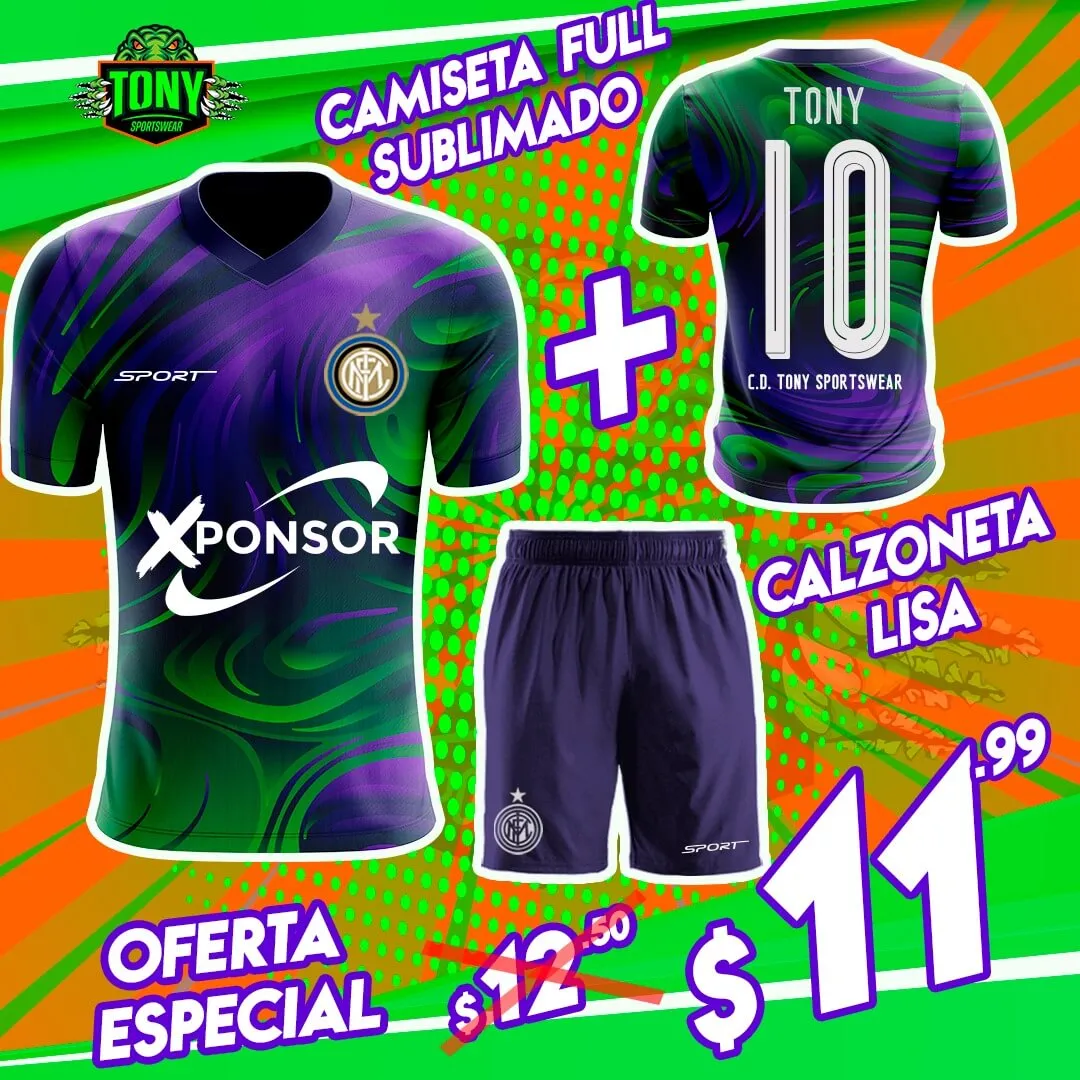 TONY
SPORTSWEAR
CAMISETA FULL
SUBLIMADO
TONY
10
C.D. TONY SPORTSWEAR
SPORT
XPONSOR
CALZONETA
LISA
SPORT
OFERTA
ESPECIAL
$12.50
$11.99